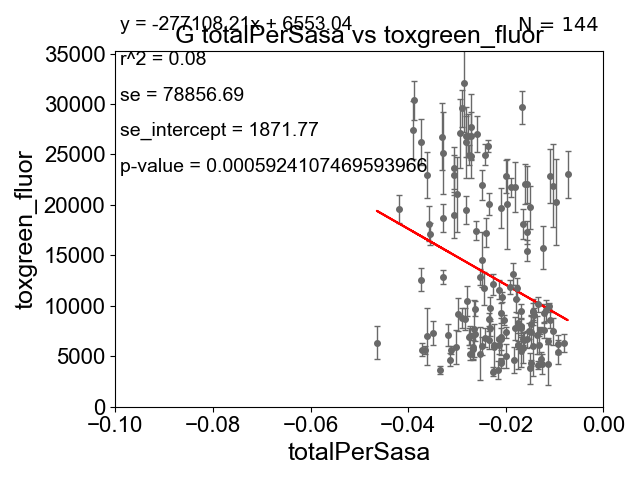 y = -277108.21x + 6553.04
N = 144
G totalPerSasa vs toxgreen_fluor
r^2 = 0.08
se = 78856.69
se_intercept = 1871.77
p-value = 0.0005924107469593966
35000
30000
25000
20000
15000
10000
5000
0
toxgreen_fluor
−0.10 −0.08 −0.06 −0.04 −0.02 0.00
totalPerSasa